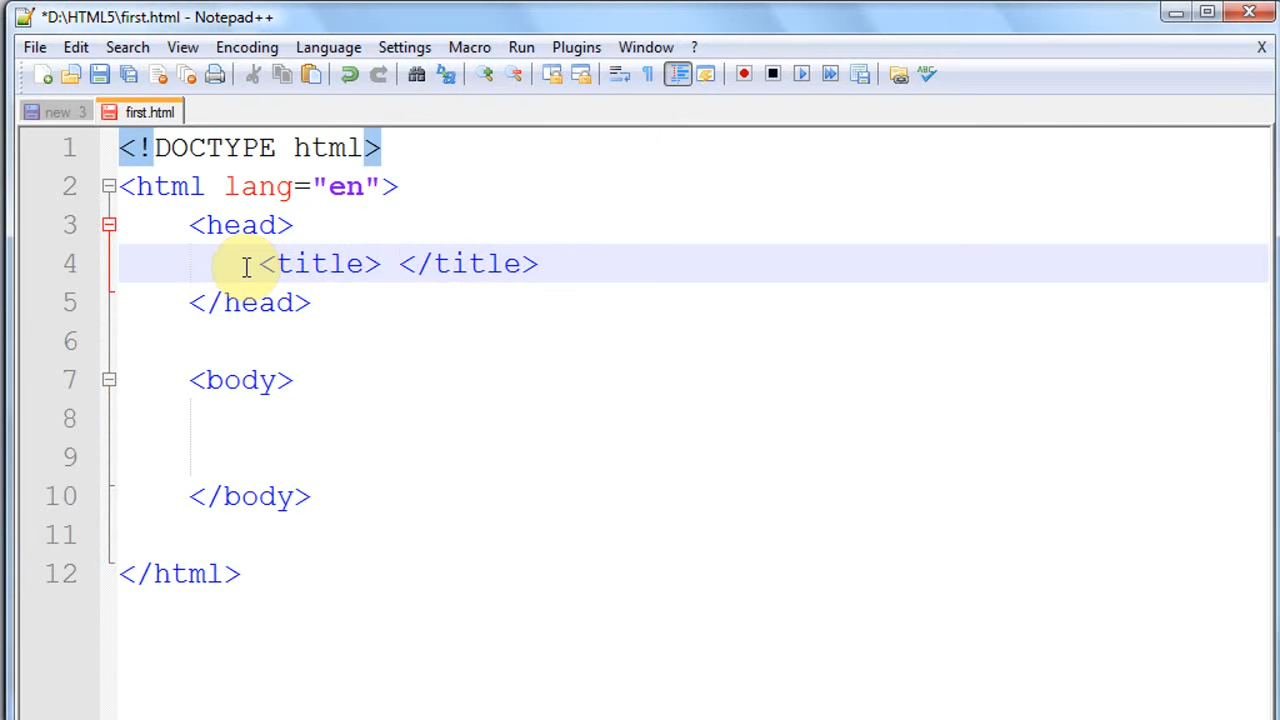 *D:\HTML5\first.html - Notepad++
File Edit Search View Encoding Language Settings Macro Run Plugins Window ? X
ABC
new 3 first.html
1 <!DOCTYPE html>
2 <html lang="en">
3 <head>
4 <title> </title>
5 </head>
6
7 <body>
8
9
10 </body>
11
12 </html>